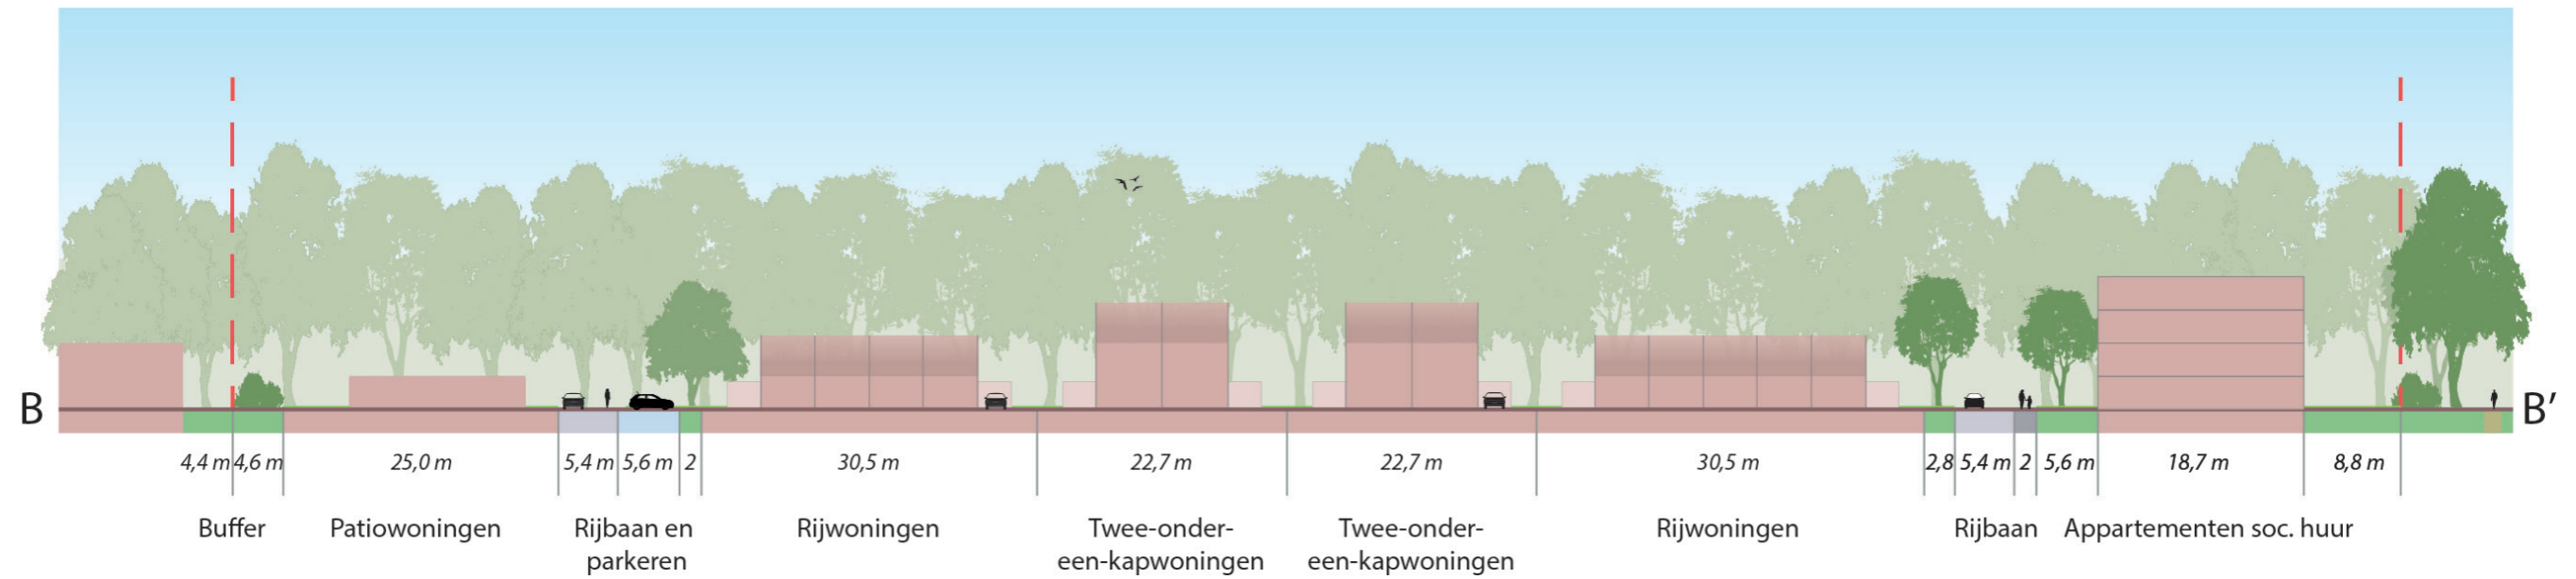 B
B’
4,4 m 4,6 m 25,0 m 5,4 m 5,6 m 2 30,5 m 22,7 m 22,7 m 30,5 m 2,8 5,4 m 2 5,6 m 18,7 m 8,8 m
Buffer
Patiowoningen
Rijbaan en
parkeren
Rijwoningen
Twee-onder-
een-kapwoningen
Twee-onder-
een-kapwoningen
Rijwoningen
Rijbaan
Appartementen soc. huur